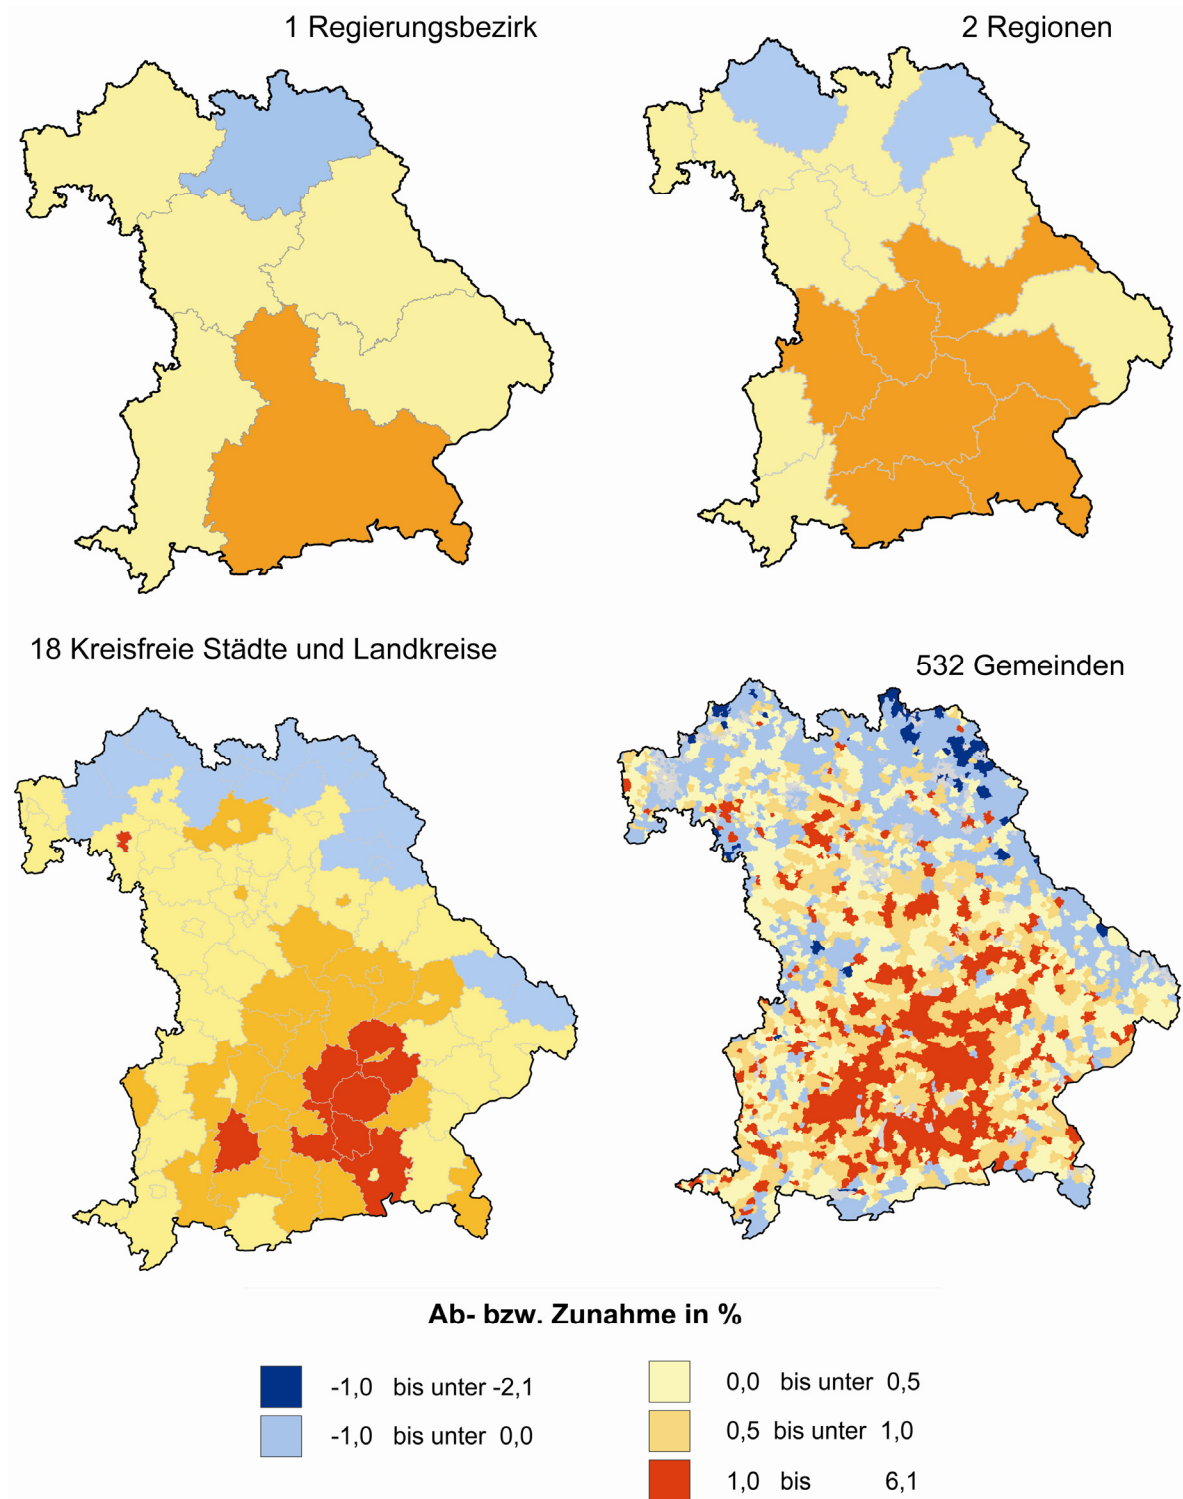 1 Regierungsbezirk
2 Regionen
18 Kreisfreie Städte und Landkreise
532 Gemeinden
Ab- bzw. Zunahme in %
-1,0 bis unter -2,1
-1,0 bis unter 0,0
0,0 bis unter 0,5
0,5 bis unter 1,0
1,0 bis 6,1